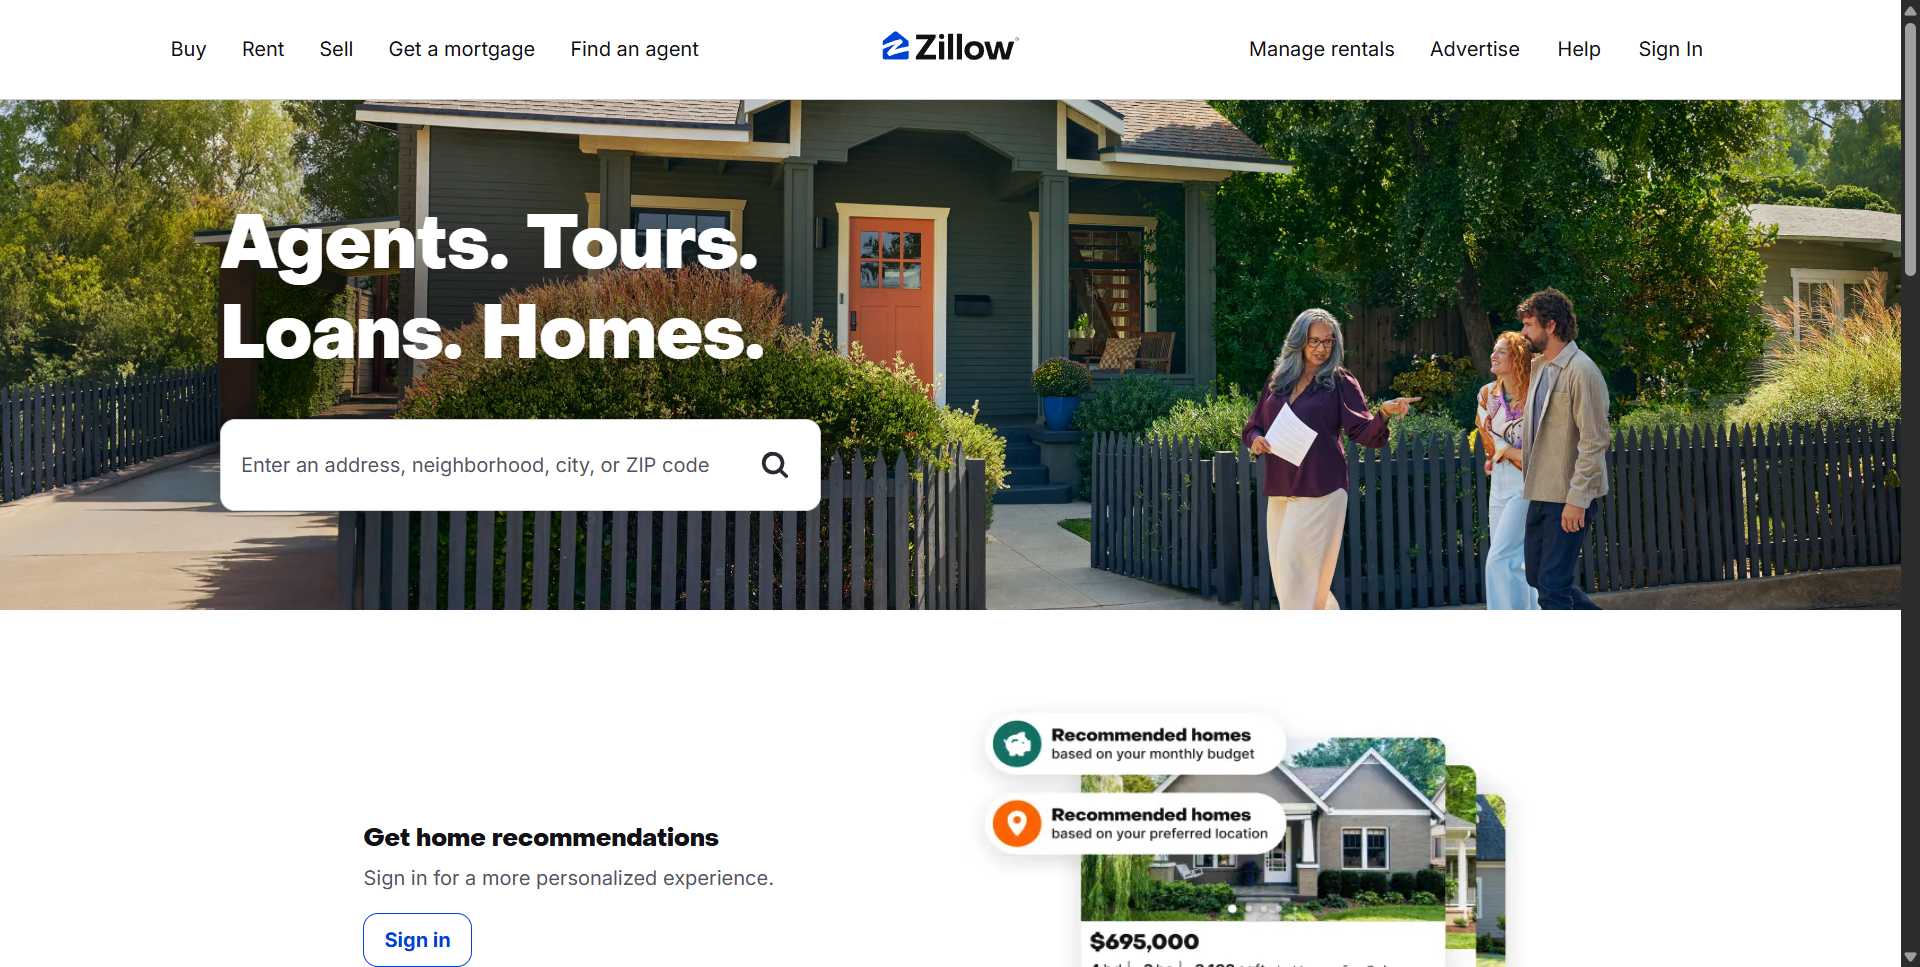 Buy Rent Sell Get a mortgage Find an agent Zillow Manage rentals Advertise Help Sign In
Agents. Tours.
Loans. Homes.
Enter an address, neighborhood, city, or ZIP code
Get home recommendations
Sign in for a more personalized experience.
Sign in
Recommended homes
based on your monthly budget
Recommended homes
based on your preferred location
$695,000